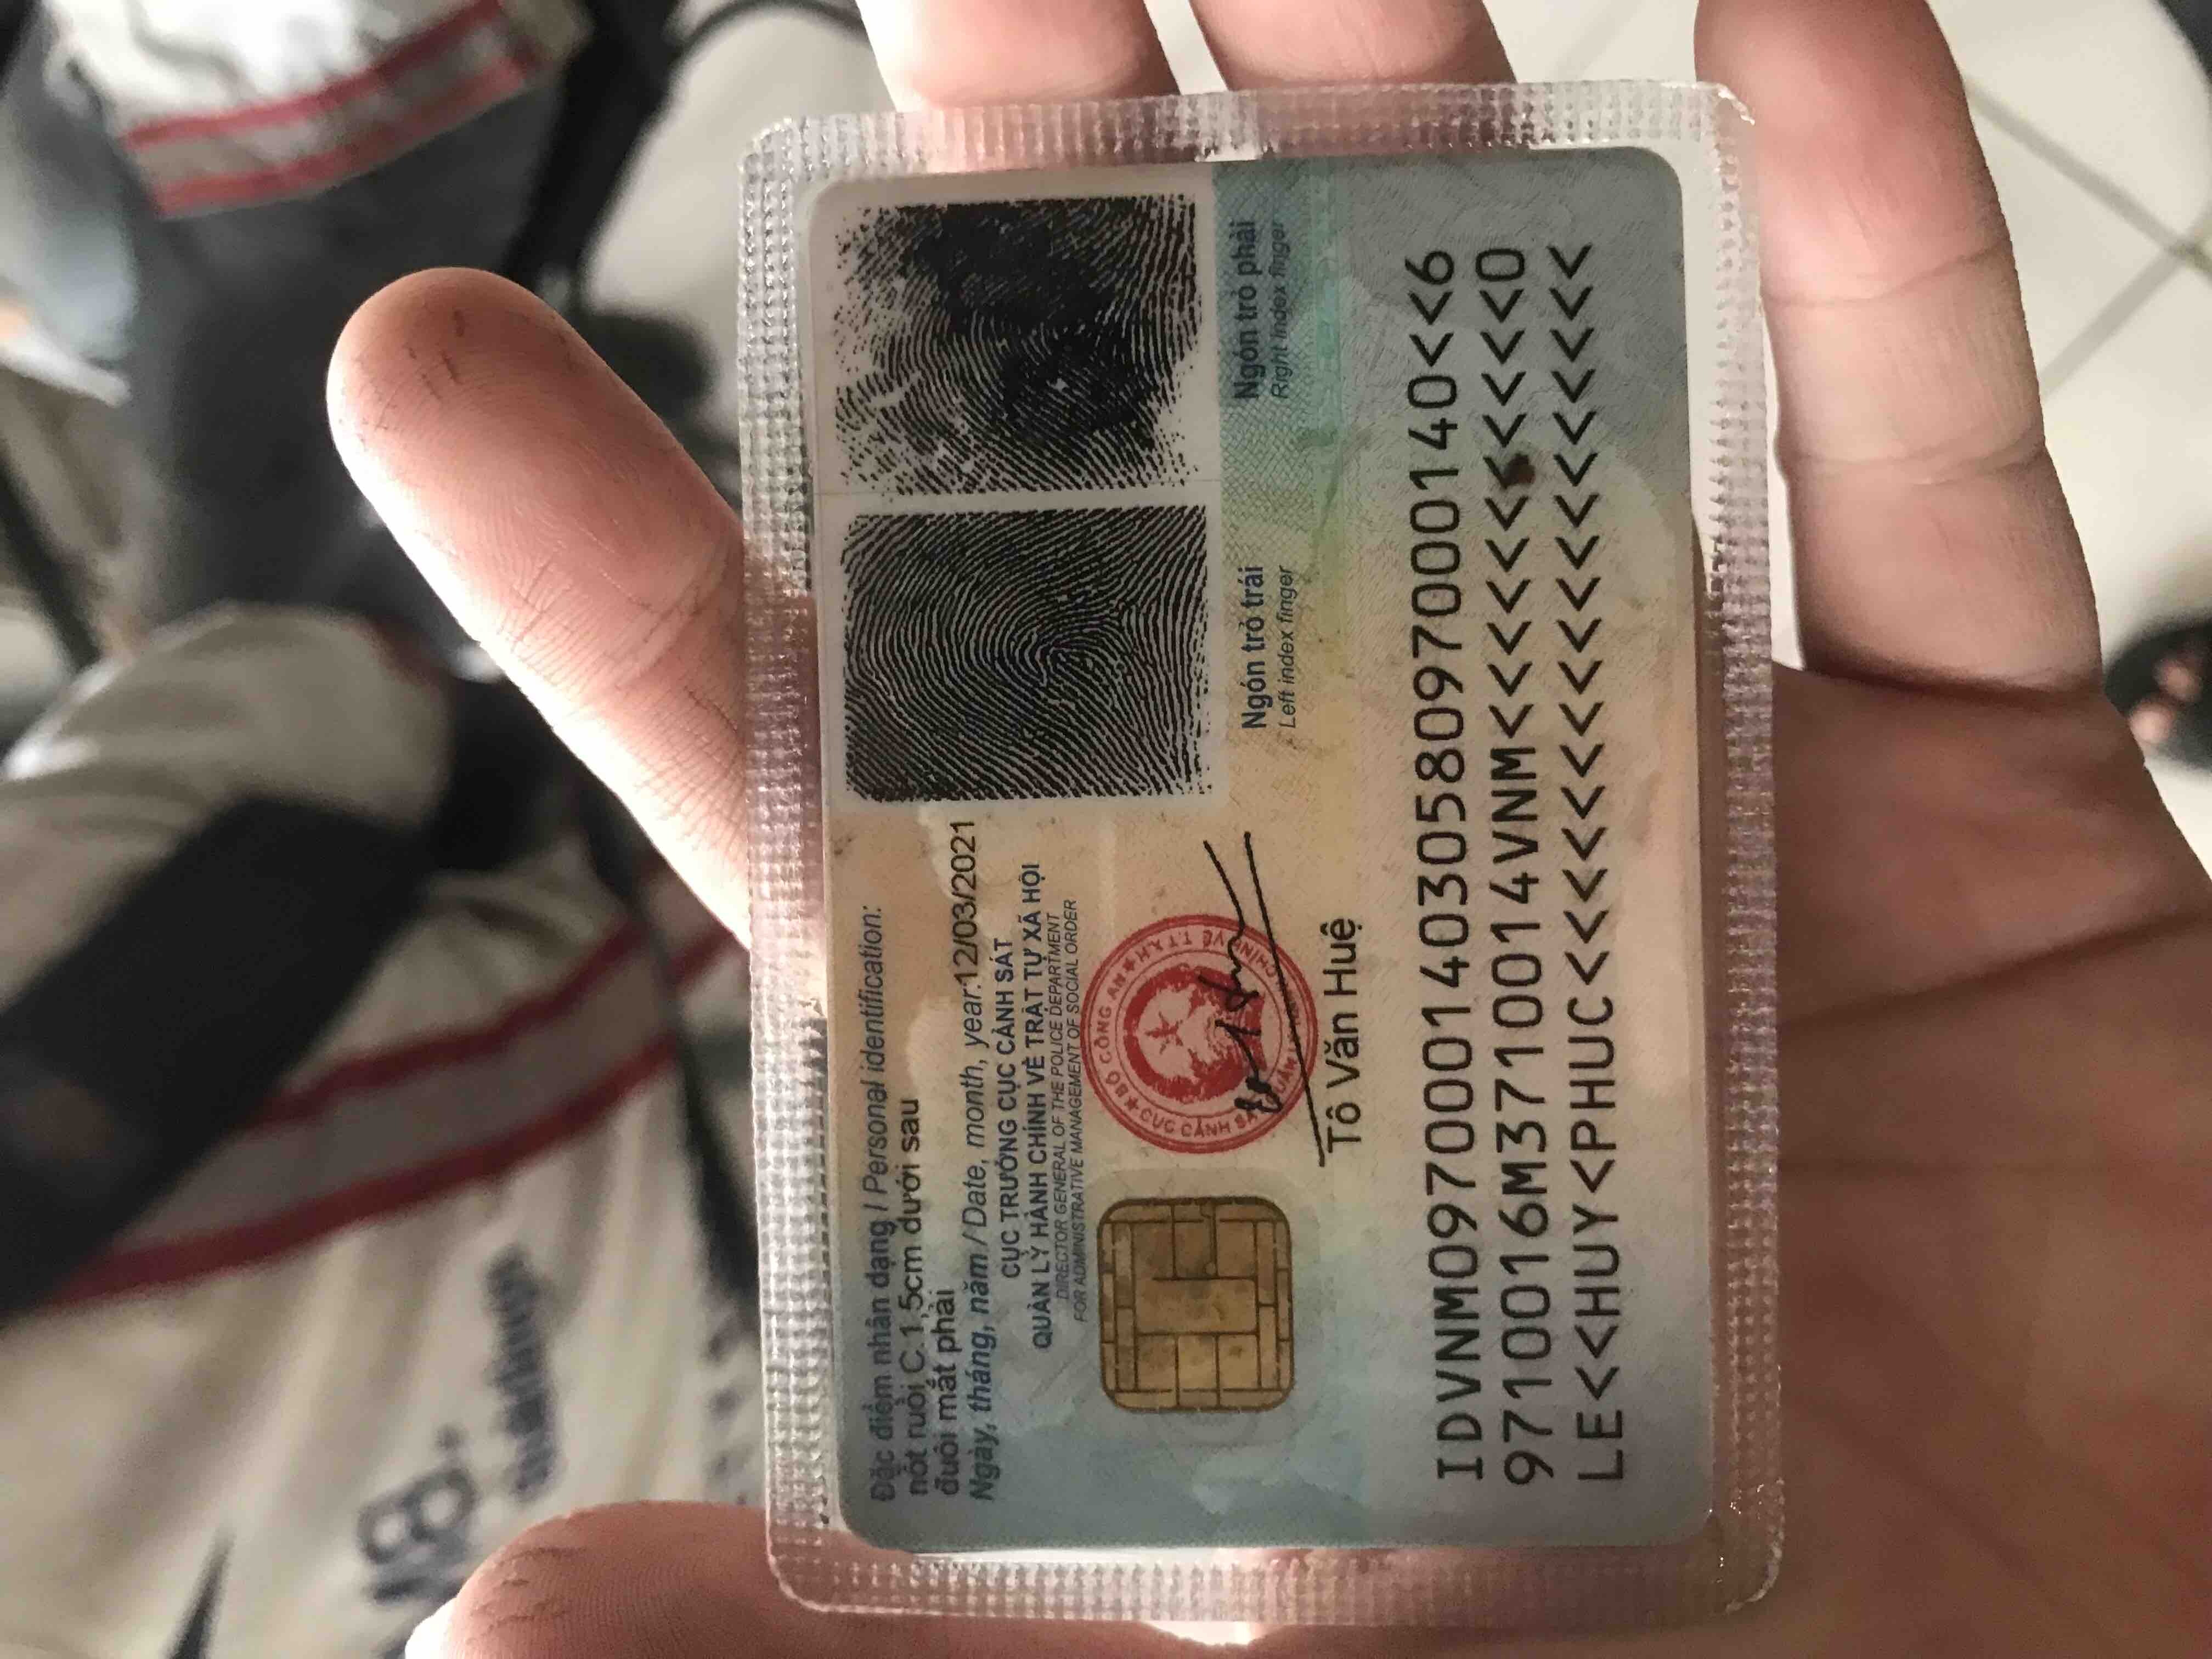 Đặc điểm nhân dạng / Personal identification:
nốt ruồi C.1,5cm dưới sau
đuôi mắt phải
Ngày, tháng, năm / Date, month, year: 12/03/2021
CỤC TRƯỞNG CỤC CẢNH SÁT
QUẢN LÝ HÀNH CHÍNH VỀ TRẬT TỰ XÃ HỘI
DIRECTOR GENERAL OF THE POLICE DEPARTMENT
FOR ADMINISTRATIVE MANAGEMENT OF SOCIAL ORDER
BỘ CÔNG AN
Tô Văn Huệ
Ngón trỏ trái
Left index finger
Ngón trỏ phải
Right index finger
IDVNM0970001403058097000140<<6
9710016M3710014VNM<<<<<<<<<<<0
LE<<HUY<PHUC<<<<<<<<<<<<<<<<<<